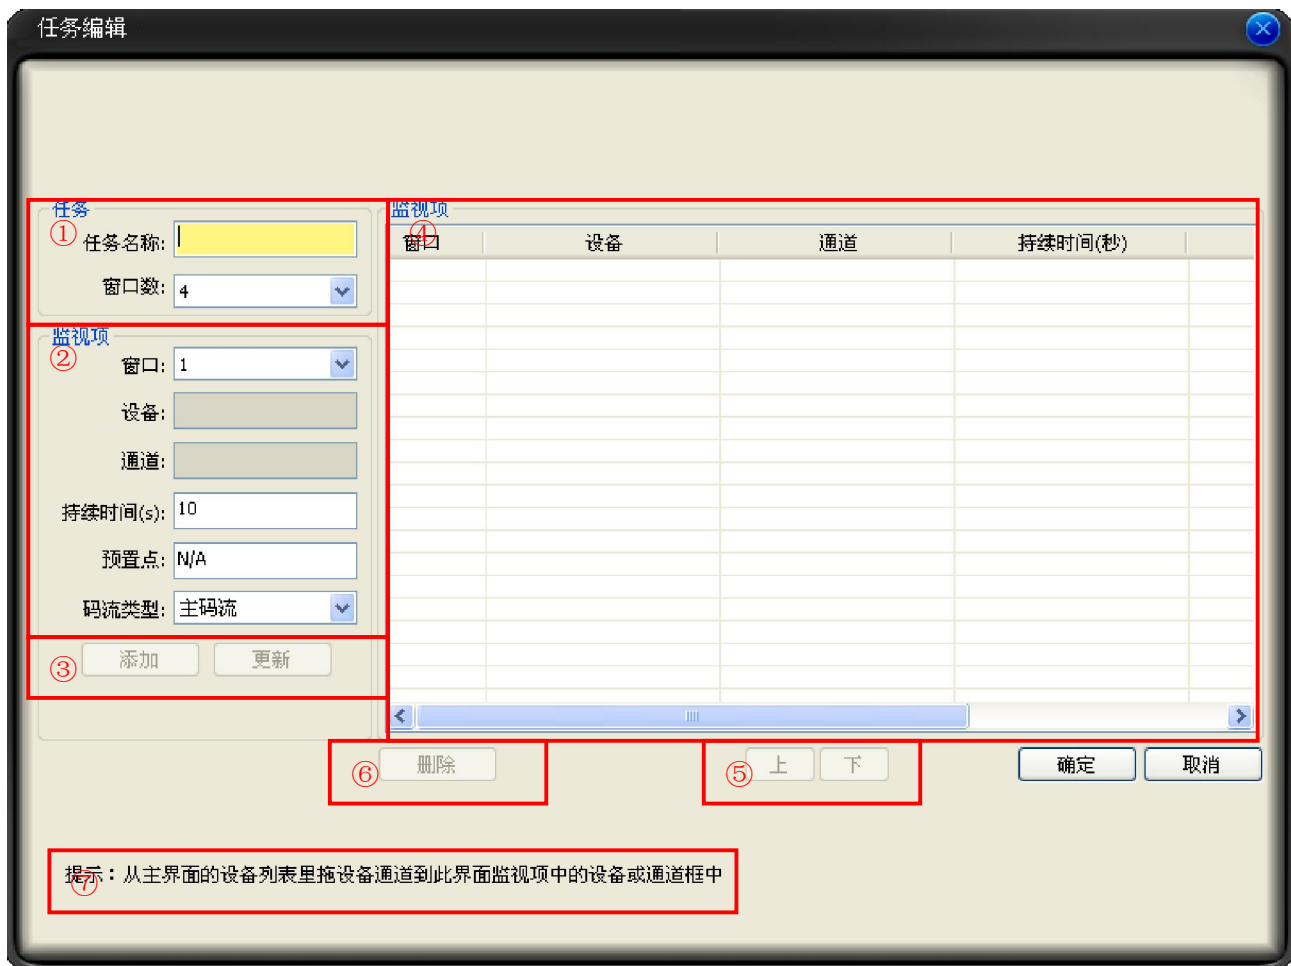 任务编辑
任务
①
任务名称:
窗口数: 4
监视项
②
窗口: 1
设备:
通道:
持续时间(s): 10
预置点: N/A
码流类型: 主码流
③ 添加 更新
监视项
④
窗口 设备 通道 持续时间(秒)
⑥ 删除 ⑤ 上 下 确定 取消
⑦
提示：从主界面的设备列表里拖设备通道到此界面监视项中的设备或通道框中